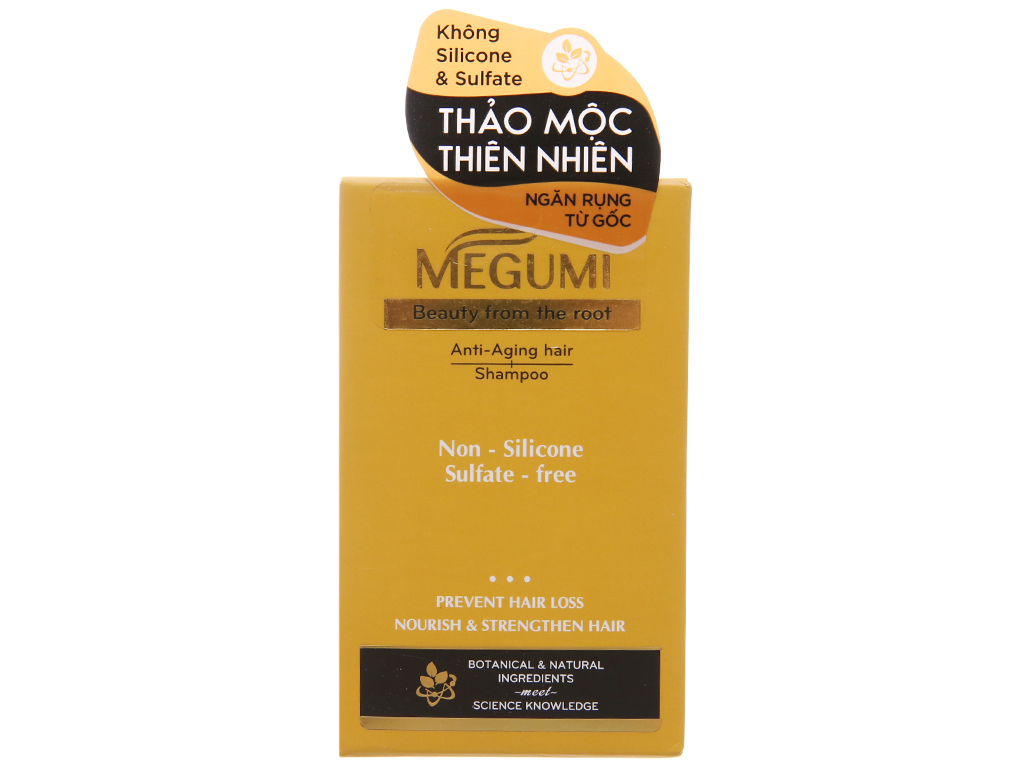 Không
Silicone
& Sulfate
THẢO MỘC
THIÊN NHIÊN
NGĂN RỤNG
TỪ GỐC
MEGUMI
Beauty from the root
Anti-Aging hair
Shampoo
Non - Silicone
Sulfate - free
PREVENT HAIR LOSS
NOURISH & STRENGTHEN HAIR
BOTANICAL & NATURAL
INGREDIENTS
-meet-
SCIENCE KNOWLEDGE